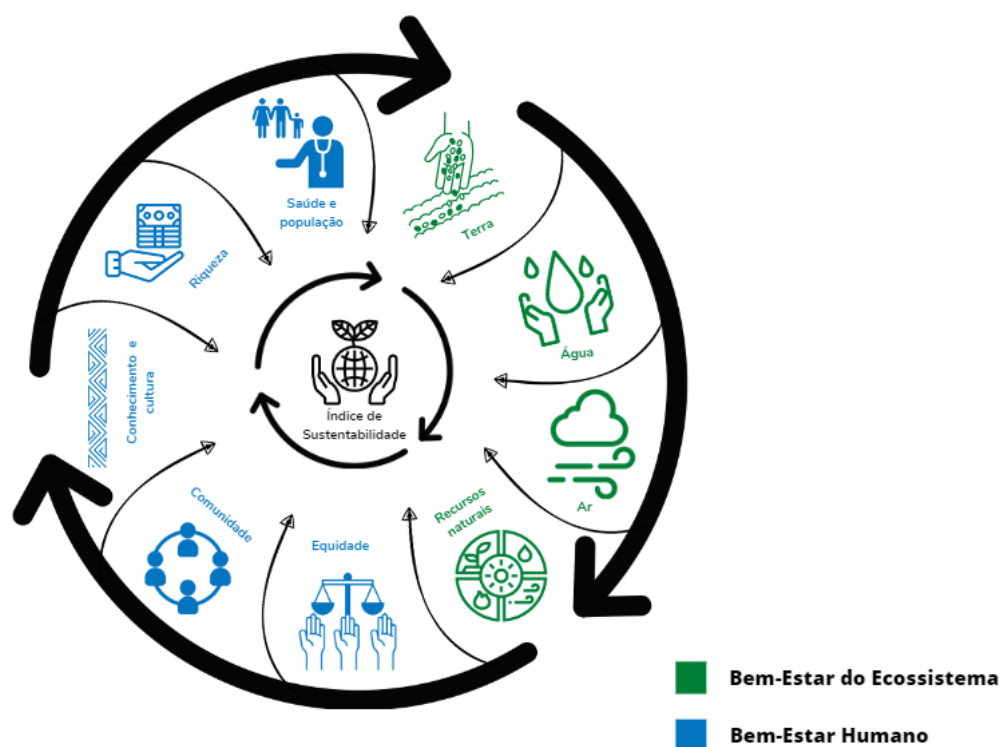 Saúde e
população
Terra
Riqueza
Água
Conhecimento e
cultura
Índice de
Sustentabilidade
Ar
Comunidade
Recursos
naturais
Equidade
Bem-Estar do Ecossistema
Bem-Estar Humano